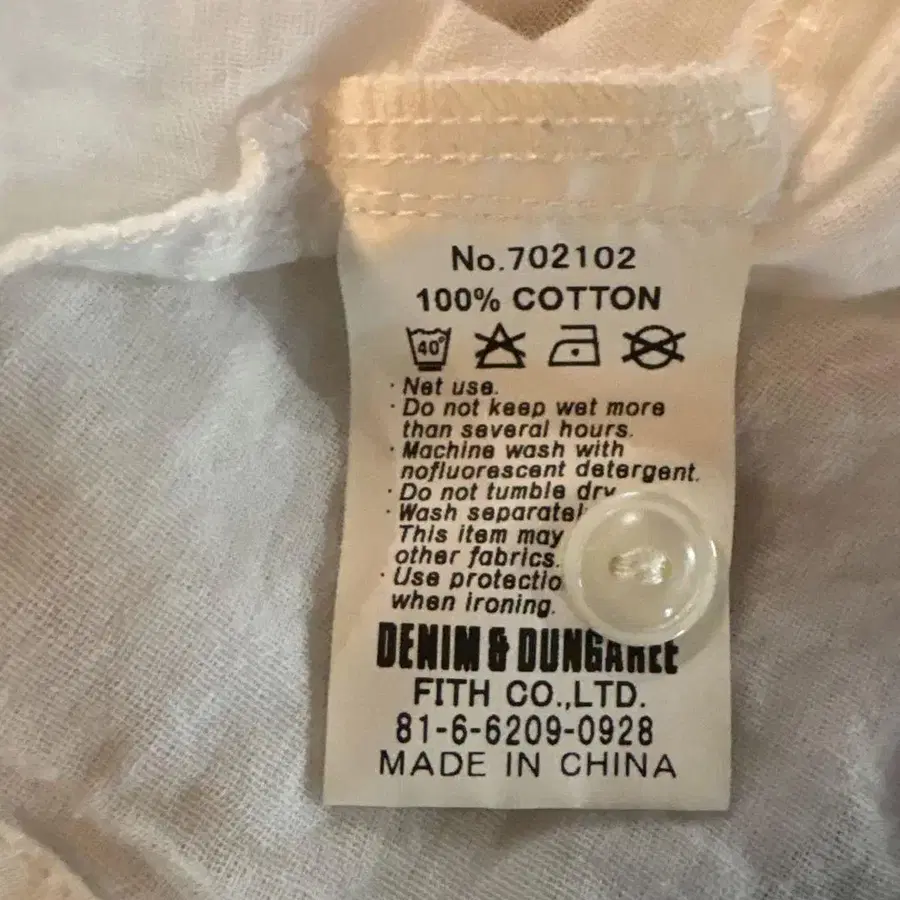 No.702102
100% COTTON
40°
· Net use.
· Do not keep wet more
than several hours.
· Machine wash with
nofluorescent detergent.
· Do not tumble dry
· Wash
This item may
other fabrics.
· Use
when ironing.
DENIM & DUNGAREE
FITH CO.,LTD.
81-6-6209-0928
MADE IN CHINA